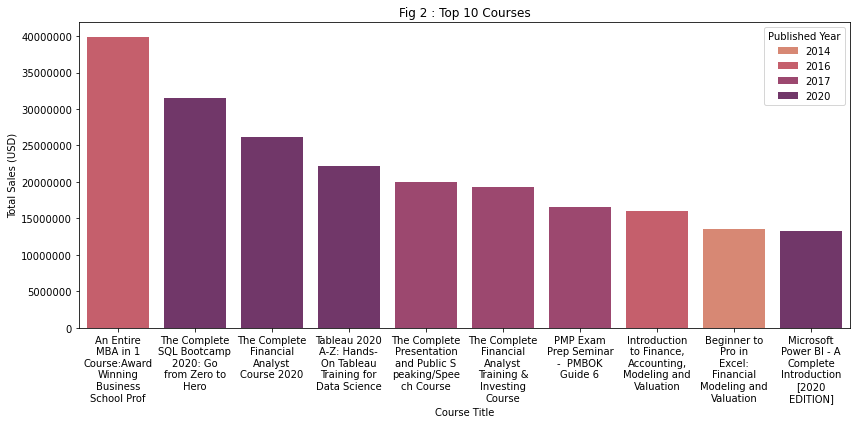 Fig 2 : Top 10 Courses
Published Year
2014
2016
2017
2020
Total Sales (USD)
40000000
35000000
30000000
25000000
20000000
15000000
10000000
5000000
0
An Entire
MBA in 1
Course:Award
Winning
Business
School Prof
The Complete
SQL Bootcamp
2020: Go
from Zero to
Hero
The Complete
Financial
Analyst
Course 2020
Tableau 2020
A-Z: Hands-
On Tableau
Training for
Data Science
The Complete
Presentation
and Public S
peaking/Spee
ch Course
The Complete
Financial
Analyst
Training &
Investing
Course
PMP Exam
Prep Seminar
-  PMBOK
Guide 6
Introduction
to Finance,
Accounting,
Modeling and
Valuation
Beginner to
Pro in
Excel:
Financial
Modeling and
Valuation
Microsoft
Power BI - A
Complete
Introduction
[2020
EDITION]
Course Title